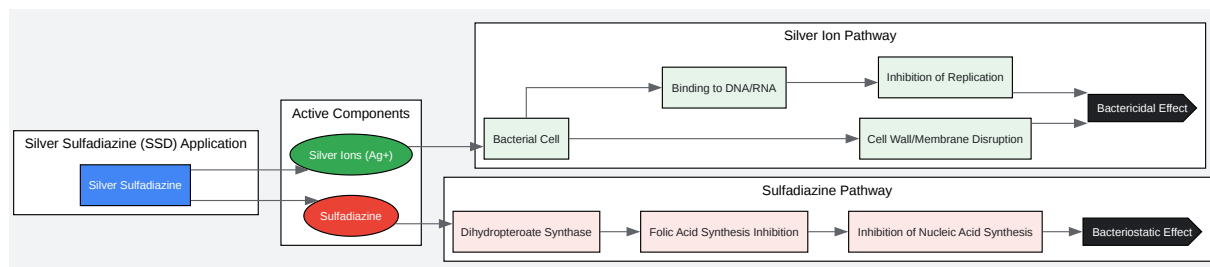 Silver Sulfadiazine (SSD) Application
Silver Sulfadiazine
Active Components
Silver Ions (Ag+)
Sulfadiazine
Silver Ion Pathway
Bacterial Cell
Binding to DNA/RNA
Inhibition of Replication
Cell Wall/Membrane Disruption
Bactericidal Effect
Sulfadiazine Pathway
Dihydropteroate Synthase
Folic Acid Synthesis Inhibition
Inhibition of Nucleic Acid Synthesis
Bacteriostatic Effect